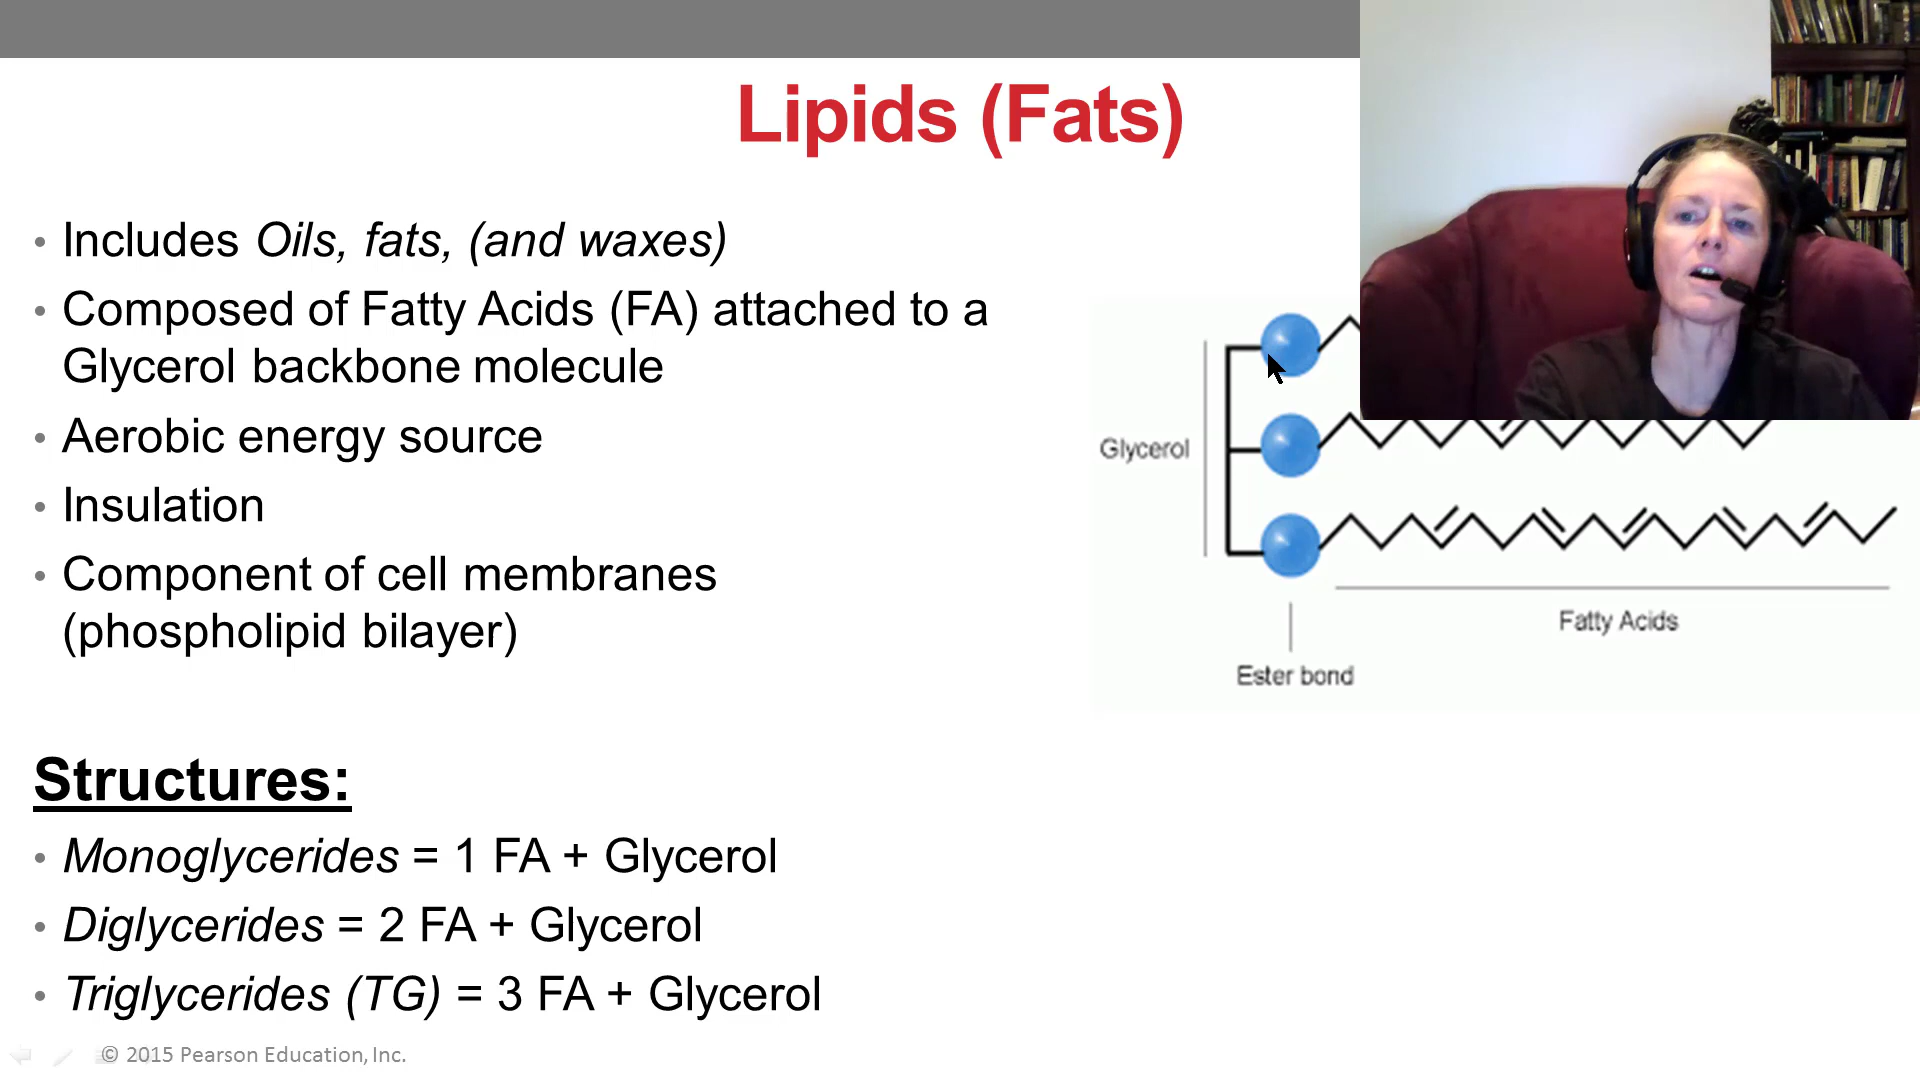 Lipids (Fats)
• Includes Oils, fats, (and waxes)
• Composed of Fatty Acids (FA) attached to a
Glycerol backbone molecule
• Aerobic energy source
• Insulation
• Component of cell membranes
(phospholipid bilayer)
Glycerol
Fatty Acids
Ester bond
Structures:
• Monoglycerides = 1 FA + Glycerol
• Diglycerides = 2 FA + Glycerol
• Triglycerides (TG) = 3 FA + Glycerol
© 2015 Pearson Education, Inc.